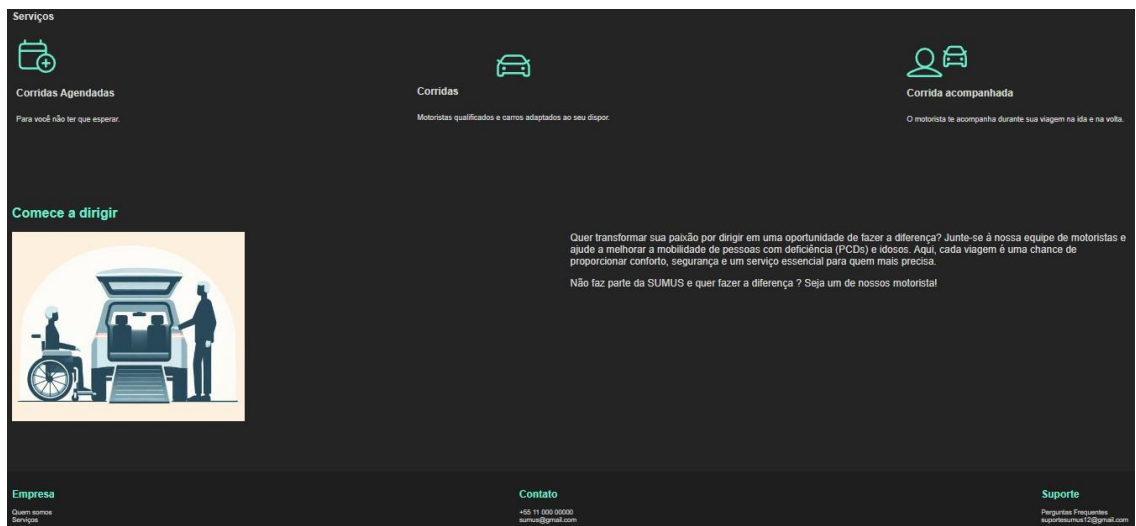 Serviços
Corridas Agendadas
Para você não ter que esperar.
Corridas
Motoristas qualificados e carros adaptados ao seu dispor.
Corrida acompanhada
O motorista te acompanha durante sua viagem na ida e na volta.
Comece a dirigir
Quer transformar sua paixão por dirigir em uma oportunidade de fazer a diferença? Junte-se à nossa equipe de motoristas e
ajude a melhorar a mobilidade de pessoas com deficiência (PCDs) e idosos. Aqui, cada viagem é uma chance de
proporcionar conforto, segurança e um serviço essencial para quem mais precisa.
Não faz parte da SUMUS e quer fazer a diferença ? Seja um de nossos motorista!
Empresa
Quem somos
Serviços
Contato
+55 11 000 00000
sumus@gmail.com
Suporte
Perguntas Frequentes
suportesumus12@gmail.com